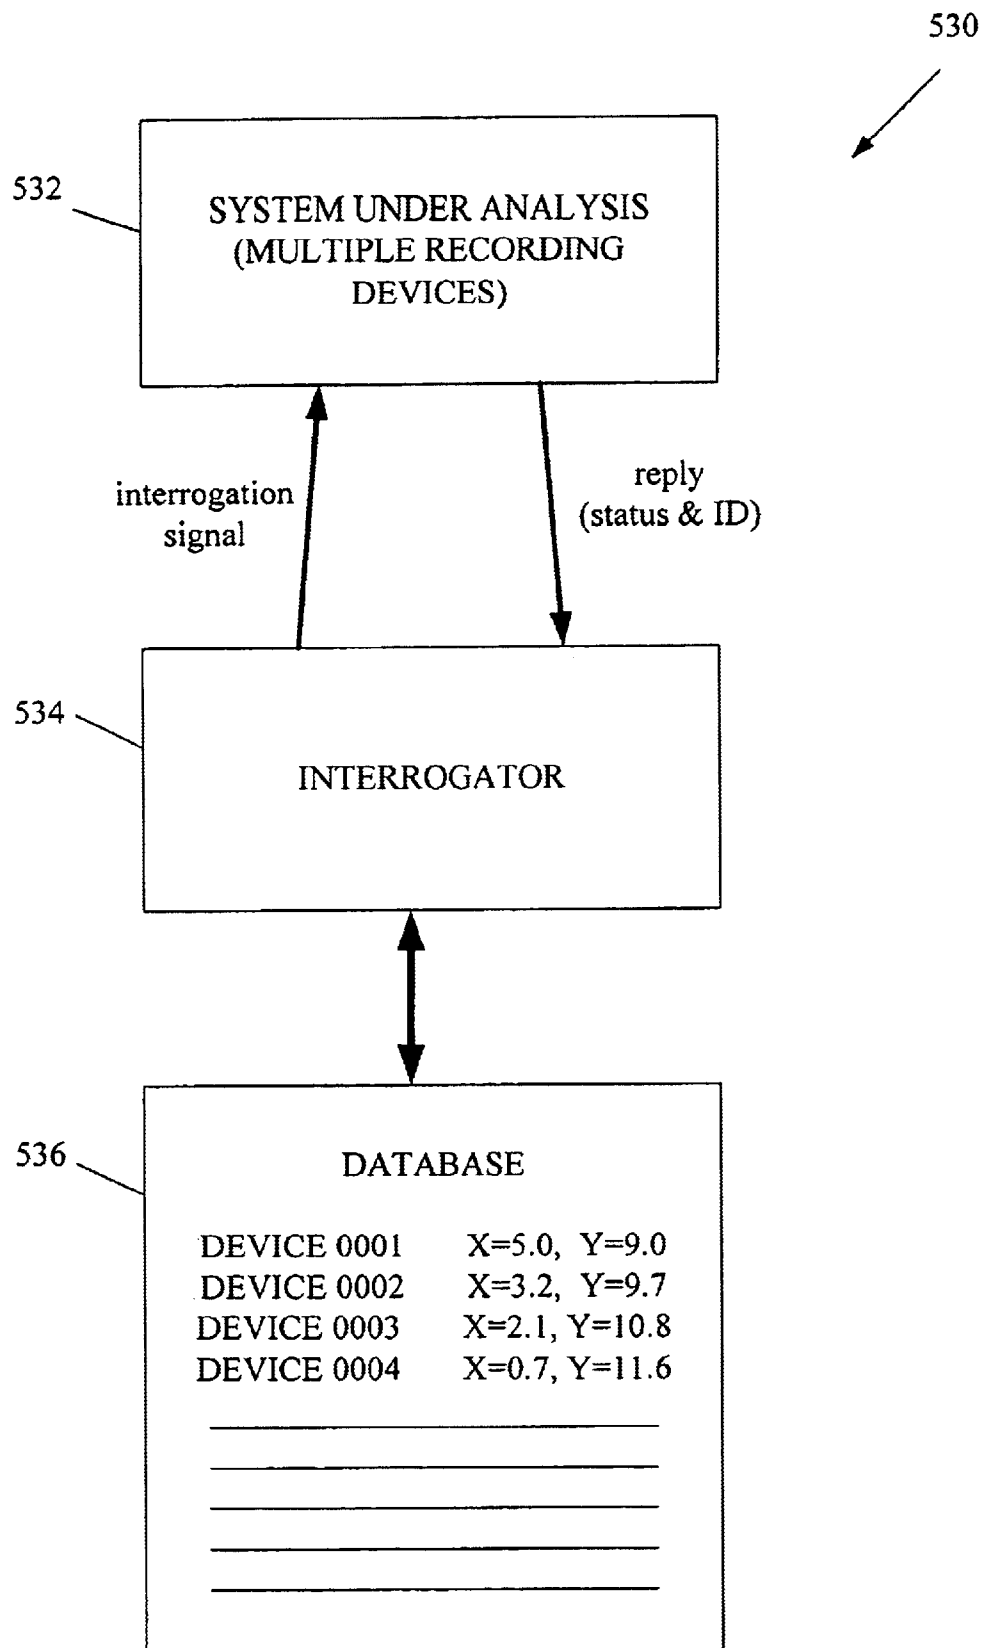 530
532
SYSTEM UNDER ANALYSIS
(MULTIPLE RECORDING
DEVICES)
interrogation
signal
reply
(status & ID)
534
INTERROGATOR
536
DATABASE
DEVICE 0001 X=5.0, Y=9.0
DEVICE 0002 X=3.2, Y=9.7
DEVICE 0003 X=2.1, Y=10.8
DEVICE 0004 X=0.7, Y=11.6